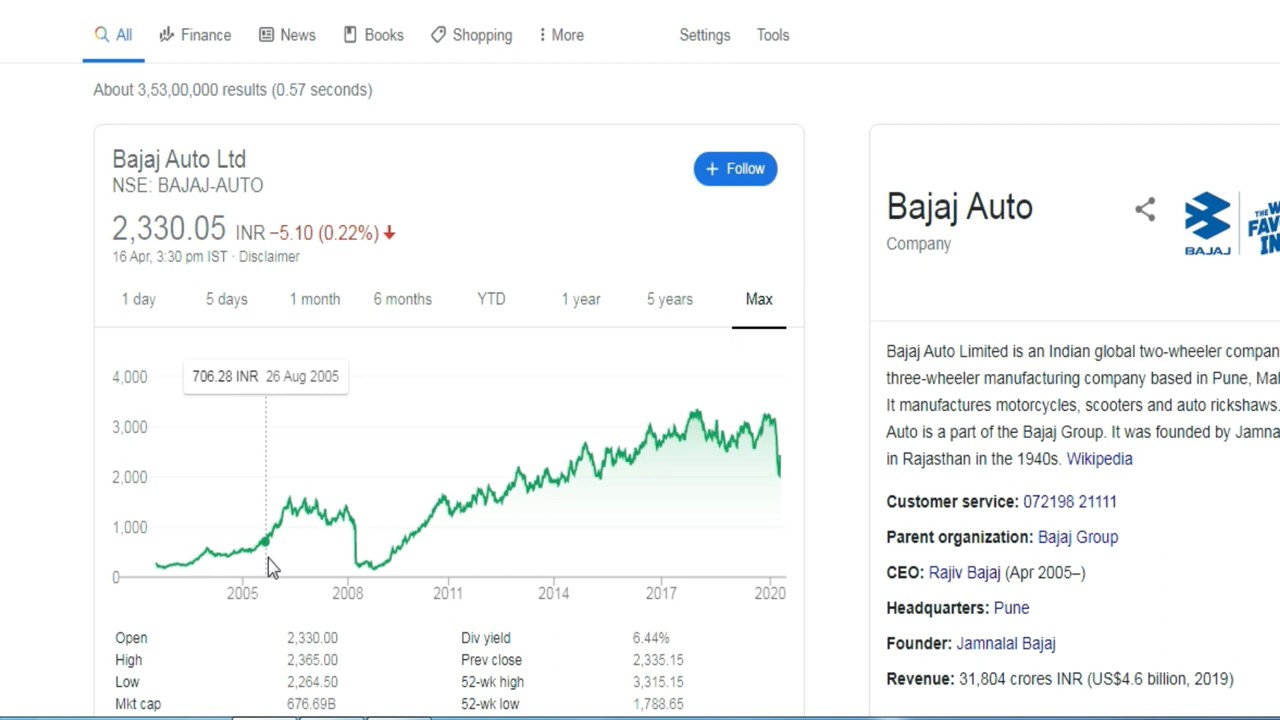 All Finance News Books Shopping More Settings Tools
About 3,53,00,000 results (0.57 seconds)
Bajaj Auto Ltd
NSE: BAJAJ-AUTO
+ Follow
2,330.05 INR −5.10 (0.22%)
16 Apr, 3:30 pm IST · Disclaimer
1 day 5 days 1 month 6 months YTD 1 year 5 years Max
706.28 INR 26 Aug 2005
4,000
3,000
2,000
1,000
0
2005 2008 2011 2014 2017 2020
Open 2,330.00 Div yield 6.44%
High 2,365.00 Prev close 2,335.15
Low 2,264.50 52-wk high 3,315.15
Mkt cap 676.69B 52-wk low 1,788.65
Bajaj Auto
Company
BAJAJ
THE
FAV
IN
Bajaj Auto Limited is an Indian global two-wheeler compan
three-wheeler manufacturing company based in Pune, Mal
It manufactures motorcycles, scooters and auto rickshaws.
Auto is a part of the Bajaj Group. It was founded by Jamna
in Rajasthan in the 1940s. Wikipedia
Customer service: 072198 21111
Parent organization: Bajaj Group
CEO: Rajiv Bajaj (Apr 2005–)
Headquarters: Pune
Founder: Jamnalal Bajaj
Revenue: 31,804 crores INR (US$4.6 billion, 2019)